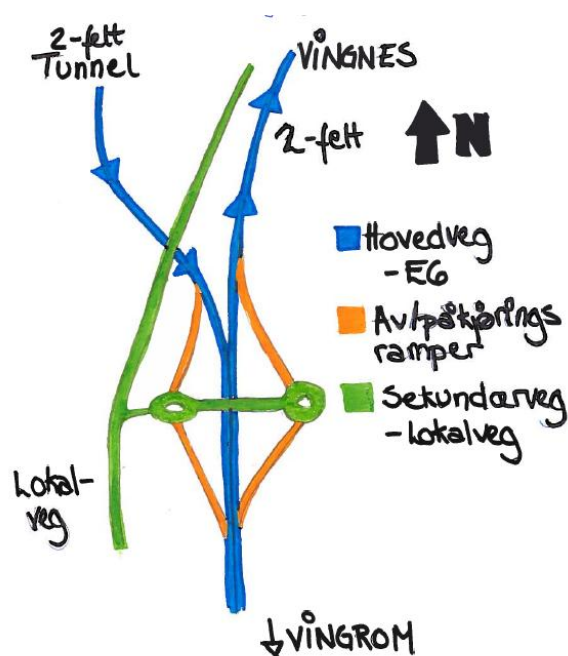 2-felt
Tunnel
VINGNES
2-felt
N
Hovedveg
-E6
Av/påkjørings
ramper
Sekundærveg
-Lokalveg
Lokal-
veg
↓VINGROM